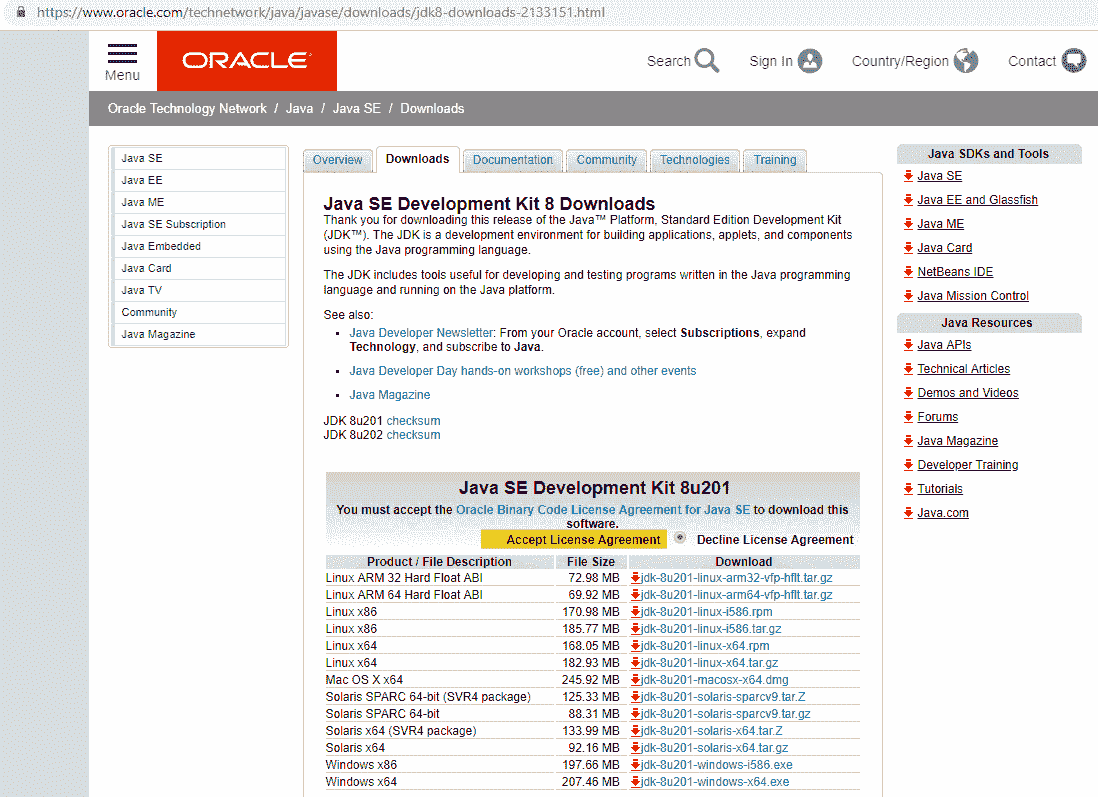 https://www.oracle.com/technetwork/java/javase/downloads/jdk8-downloads-2133151.html
Menu
ORACLE
Search
Sign In
Country/Region
Contact
Oracle Technology Network / Java / Java SE / Downloads
Java SE
Java EE
Java ME
Java SE Subscription
Java Embedded
Java Card
Java TV
Community
Java Magazine
Overview
Downloads
Documentation
Community
Technologies
Training
Java SE Development Kit 8 Downloads
Thank you for downloading this release of the Java™ Platform, Standard Edition Development Kit
(JDK™). The JDK is a development environment for building applications, applets, and components
using the Java programming language.
The JDK includes tools useful for developing and testing programs written in the Java programming
language and running on the Java platform.
See also:
Java Developer Newsletter: From your Oracle account, select Subscriptions, expand
Technology, and subscribe to Java.
Java Developer Day hands-on workshops (free) and other events
Java Magazine
JDK 8u201 checksum
JDK 8u202 checksum
Java SE Development Kit 8u201
You must accept the Oracle Binary Code License Agreement for Java SE to download this
software.
Accept License Agreement Decline License Agreement
Product / File Description File Size Download
Linux ARM 32 Hard Float ABI 72.98 MB jdk-8u201-linux-arm32-vfp-hflt.tar.gz
Linux ARM 64 Hard Float ABI 69.92 MB jdk-8u201-linux-arm64-vfp-hflt.tar.gz
Linux x86 170.98 MB jdk-8u201-linux-i586.rpm
Linux x86 185.77 MB jdk-8u201-linux-i586.tar.gz
Linux x64 168.05 MB jdk-8u201-linux-x64.rpm
Linux x64 182.93 MB jdk-8u201-linux-x64.tar.gz
Mac OS X x64 245.92 MB jdk-8u201-macosx-x64.dmg
Solaris SPARC 64-bit (SVR4 package) 125.33 MB jdk-8u201-solaris-sparcv9.tar.Z
Solaris SPARC 64-bit 88.31 MB jdk-8u201-solaris-sparcv9.tar.gz
Solaris x64 (SVR4 package) 133.99 MB jdk-8u201-solaris-x64.tar.Z
Solaris x64 92.16 MB jdk-8u201-solaris-x64.tar.gz
Windows x86 197.66 MB jdk-8u201-windows-i586.exe
Windows x64 207.46 MB jdk-8u201-windows-x64.exe
Java SDKs and Tools
Java SE
Java EE and Glassfish
Java ME
Java Card
NetBeans IDE
Java Mission Control
Java Resources
Java APIs
Technical Articles
Demos and Videos
Forums
Java Magazine
Developer Training
Tutorials
Java.com